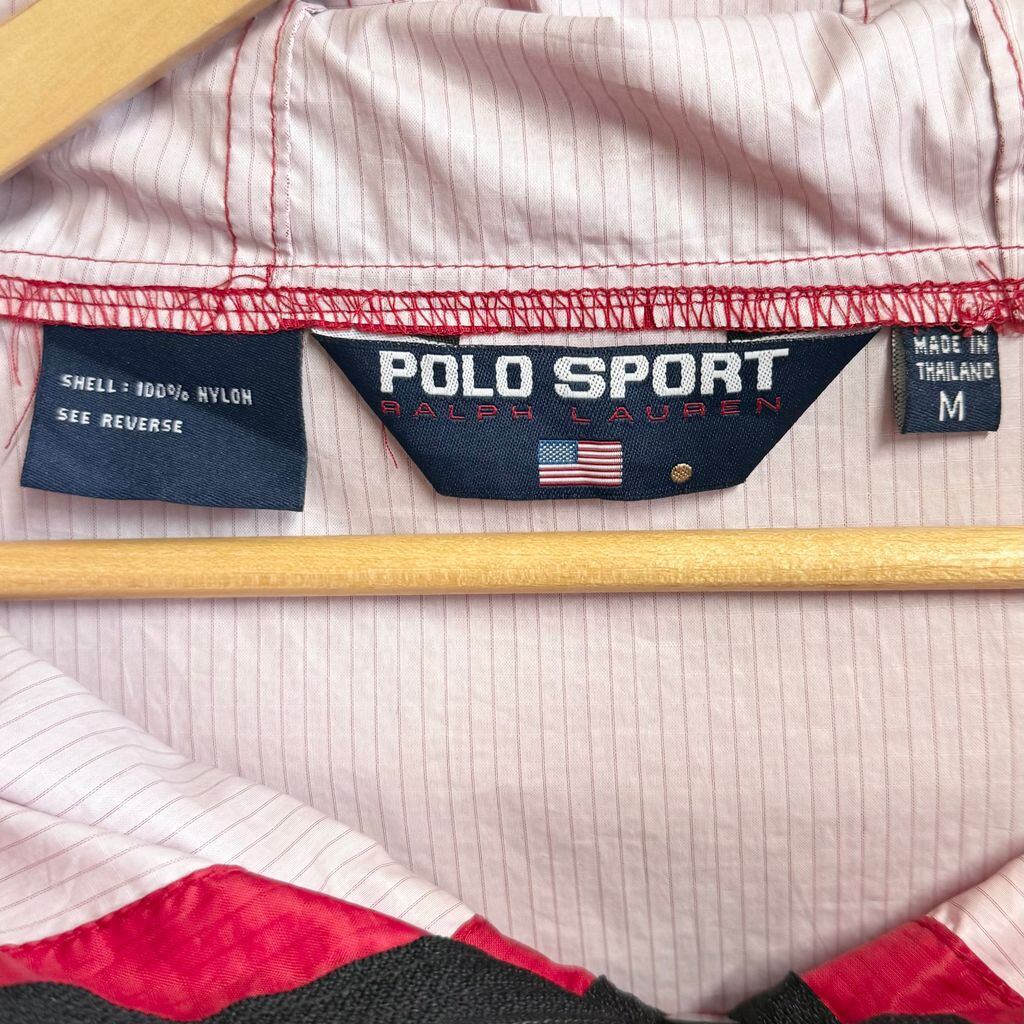 SHELL: 100% NYLON
SEE REVERSE
POLO SPORT
RALPH LAUREN
MADE IN
THAILAND
M